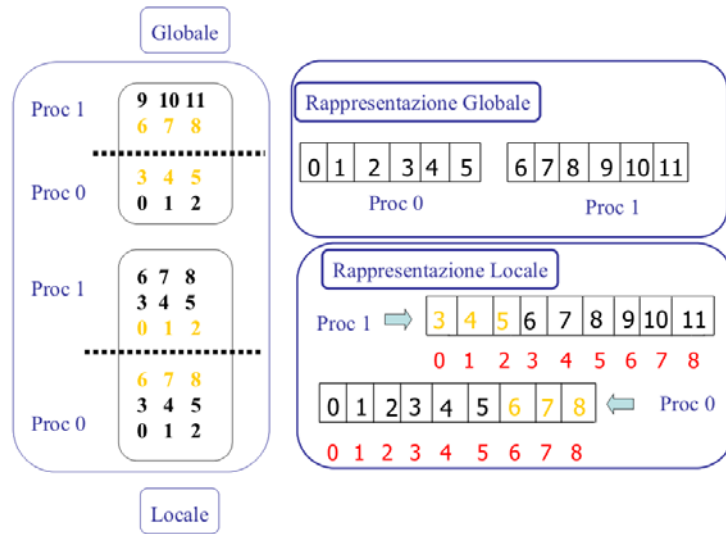 Globale
Proc 1
9 10 11
6 7 8
3 4 5
Proc 0
0 1 2
6 7 8
Proc 1
3 4 5
0 1 2
6 7 8
3 4 5
Proc 0
0 1 2
Locale
Rappresentazione Globale
0 1 2 3 4 5 6 7 8 9 10 11
Proc 0 Proc 1
Rappresentazione Locale
Proc 1 3 4 5 6 7 8 9 10 11
0 1 2 3 4 5 6 7 8
0 1 2 3 4 5 6 7 8 Proc 0
0 1 2 3 4 5 6 7 8